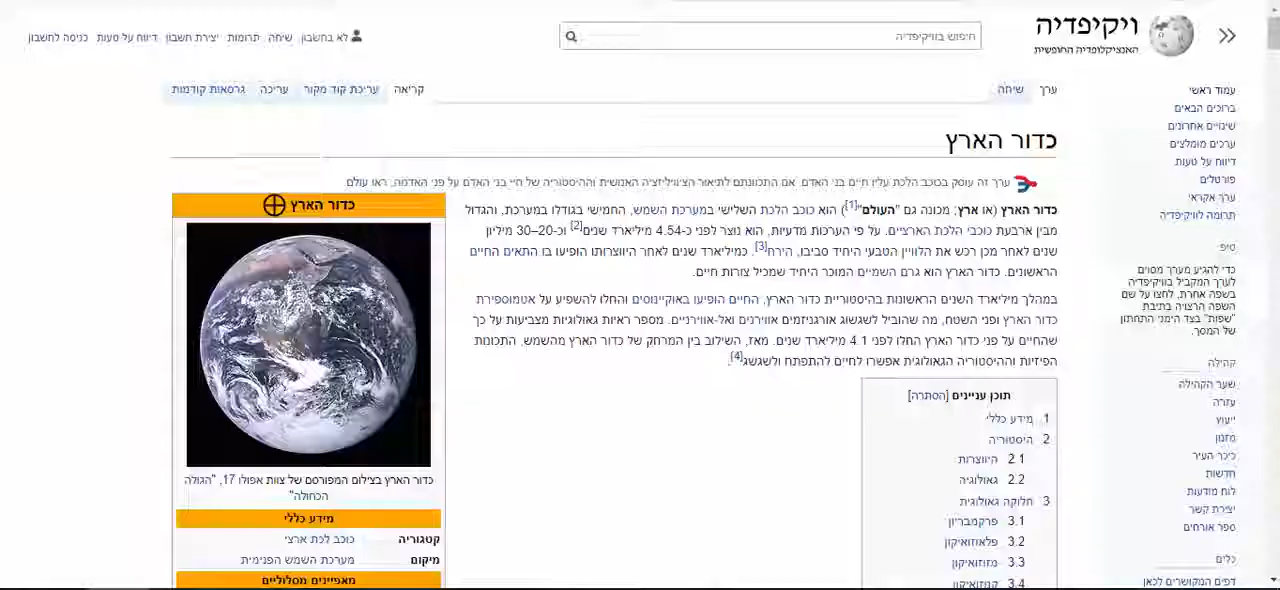 ויקיפדיה
האנציקלופדיה החופשית
חיפוש בוויקיפדיה
לא בחשבון שיחה תרומות יצירת חשבון דיווח על טעות כניסה לחשבון
ערך שיחה
קריאה עריכת קוד מקור עריכה גרסאות קודמות
עמוד ראשי
ברוכים הבאים
שינויים אחרונים
ערכים מומלצים
דיווח על טעות
פורטלים
ערך אקראי
תרומה לוויקיפדיה
טיפ
כדי להגיע מערך מסוים
לערך המקביל בוויקיפדיה
בשפה אחרת, לחצו על שם
השפה הרצויה בתיבת
"שפות" בצד הימני התחתון
של המסך.
קהילה
שער הקהילה
עזרה
ייעוץ
מזנון
כיכר העיר
חדשות
לוח מודעות
יצירת קשר
ספר אורחים
כלים
דפים המקושרים לכאן
כדור הארץ
ערך זה עוסק בכוכב הלכת עליו חיים בני האדם. אם התכוונתם לתיאור הציוויליזציה האנושית וההיסטוריה של חיי בני האדם על פני האדמה, ראו עולם
כדור הארץ (או ארץ; מכונה גם "העולם"[1]) הוא כוכב הלכת השלישי במערכת השמש, החמישי בגודלו במערכת, והגדול
מבין ארבעת כוכבי הלכת הארציים. על פי הערכות מדעיות, הוא נוצר לפני כ-4.54 מיליארד שנים[2] וכ-20–30 מיליון
שנים לאחר מכן רכש את הלוויין הטבעי היחיד סביבו, הירח[3]. כמיליארד שנים לאחר היווצרותו הופיעו בו התאים החיים
הראשונים. כדור הארץ הוא גרם השמיים המוכר היחיד שמכיל צורות חיים.
במהלך מיליארד השנים הראשונות בהיסטוריית כדור הארץ, החיים הופיעו באוקיינוסים והחלו להשפיע על אטמוספירת
כדור הארץ ופני השטח, מה שהוביל לשגשוג אורגניזמים אווירניים ואל-אווירניים. מספר ראיות גאולוגיות מצביעות על כך
שהחיים על פני כדור הארץ החלו לפני 4.1 מיליארד שנים. מאז, השילוב בין המרחק של כדור הארץ מהשמש, התכונות
הפיזיות וההיסטוריה הגאולוגית אפשרו לחיים להתפתח ולשגשג[4].
תוכן עניינים [הסתרה]
1 מידע כללי
2 היסטוריה
2.1 היווצרות
2.2 גאולוגיה
3 חלוקה גאולוגית
3.1 פרקמבריון
3.2 פלאוזואיקון
3.3 מזוזואיקון
3.4 קנוזואיקון
כדור הארץ
כדור הארץ בצילום המפורסם של צוות אפולו 17, "הגולה
הכחולה"
מידע כללי
קטגוריה כוכב לכת ארצי
מיקום מערכת השמש הפנימית
מאפיינים מסלוליים